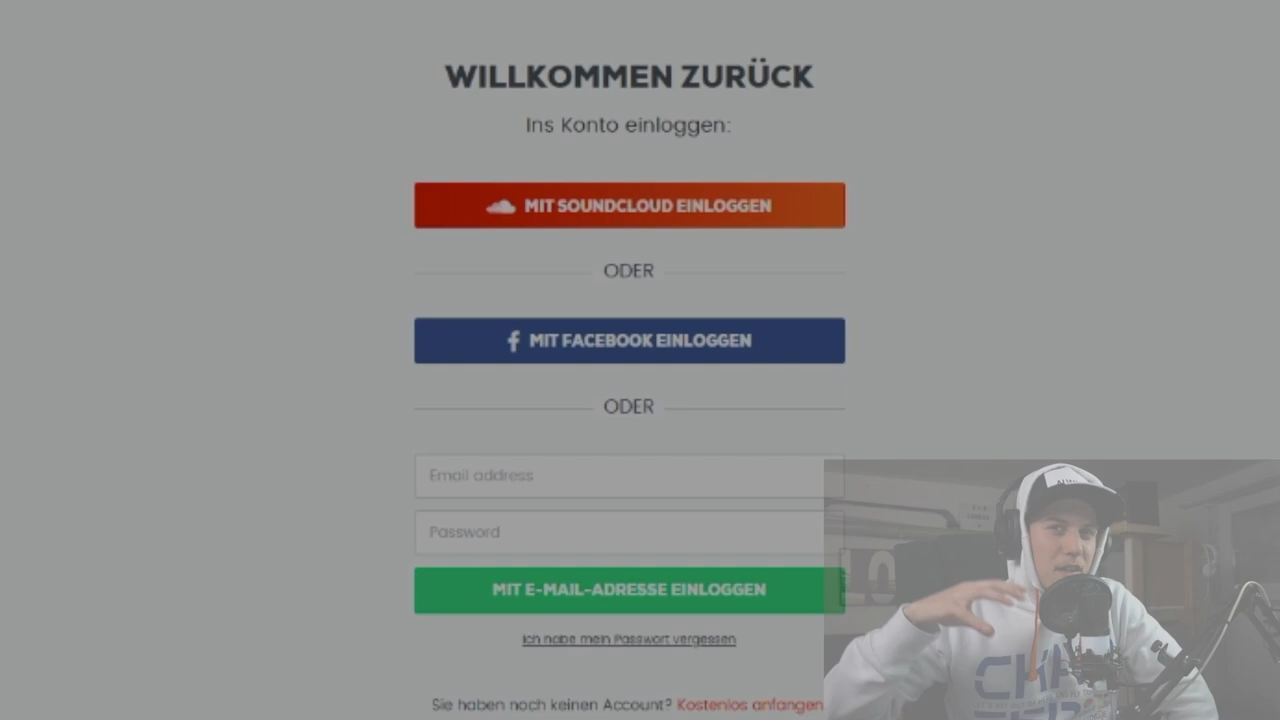 WILLKOMMEN ZURÜCK
Ins Konto einloggen:
MIT SOUNDCLOUD EINLOGGEN
ODER
MIT FACEBOOK EINLOGGEN
ODER
Email address
Password
MIT E-MAIL-ADRESSE EINLOGGEN
Ich habe mein Passwort vergessen
Sie haben noch keinen Account? Kostenlos anfangen